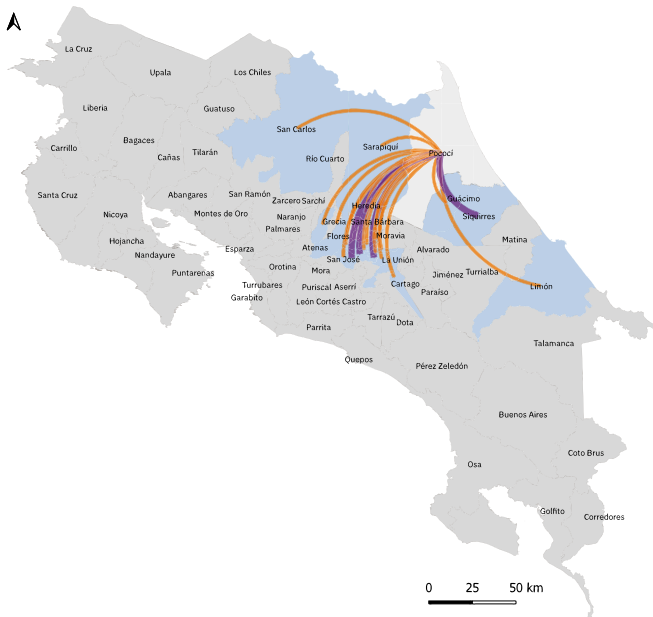 La Cruz
Upala
Los Chiles
Liberia
Guatuso
San Carlos
Carrillo
Bagaces
Sarapiquí
Pococí
Cañas
Tilarán
Río Cuarto
Santa Cruz
Abangares
San Ramón
Zarcero
Sarchí
Guácimo
Heredia
Nicoya
Montes de Oro
Naranjo
Grecia
Santa Bárbara
Siquirres
Palmares
Hojancha
Flores
Moravia
Matina
Esparza
Atenas
Alvarado
Nandayure
San José
La Unión
Puntarenas
Orotina
Mora
Jiménez
Turrialba
Turrubares
Puriscal
Aserrí
Cartago
Paraíso
Limón
Garabito
León Cortés Castro
Tarrazú
Dota
Parrita
Talamanca
Quepos
Pérez Zeledón
Buenos Aires
Coto Brus
Osa
Golfito
Corredores
0 25 50 km